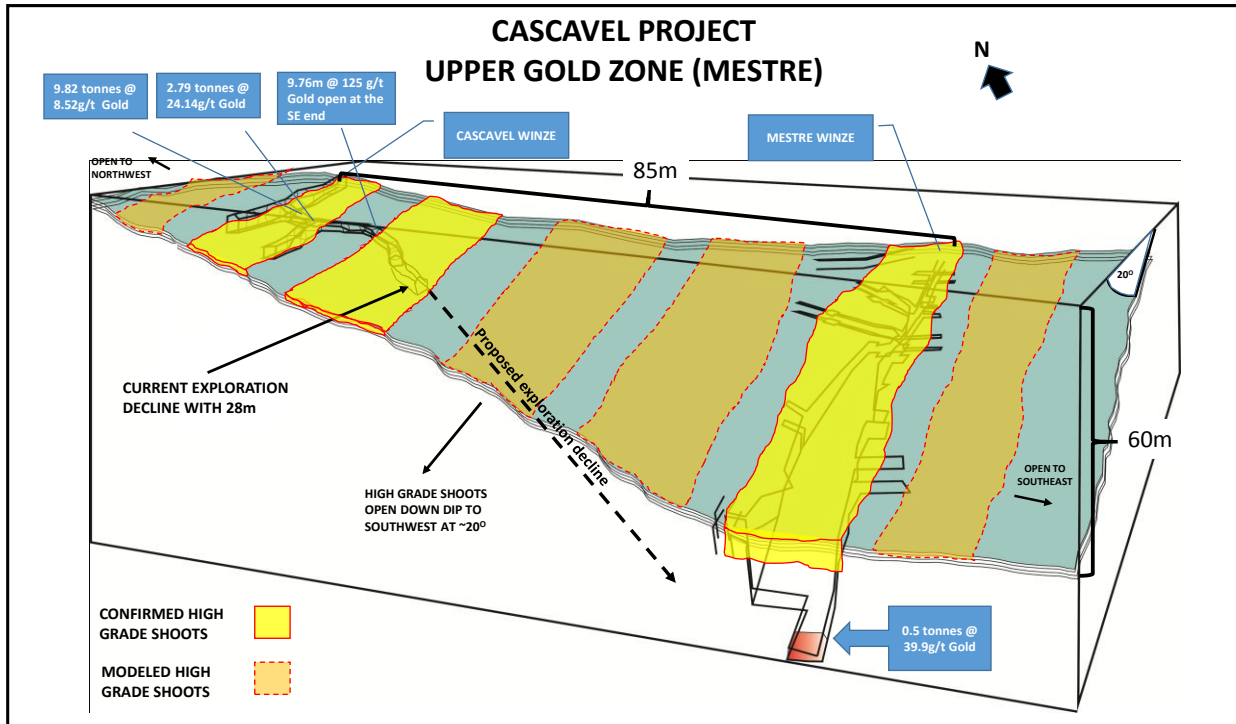 CASCAVEL PROJECT
UPPER GOLD ZONE (MESTRE)
N
9.82 tonnes @
8.52g/t Gold
2.79 tonnes @
24.14g/t Gold
9.76m @ 125 g/t
Gold open at the
SE end
CASCAVEL WINZE
MESTRE WINZE
OPEN TO
NORTHWEST
85m
20⁰
Proposed exploration decline
CURRENT EXPLORATION
DECLINE WITH 28m
60m
OPEN TO
SOUTHEAST
HIGH GRADE SHOOTS
OPEN DOWN DIP TO
SOUTHWEST AT ~20⁰
CONFIRMED HIGH
GRADE SHOOTS
0.5 tonnes @
39.9g/t Gold
MODELED HIGH
GRADE SHOOTS